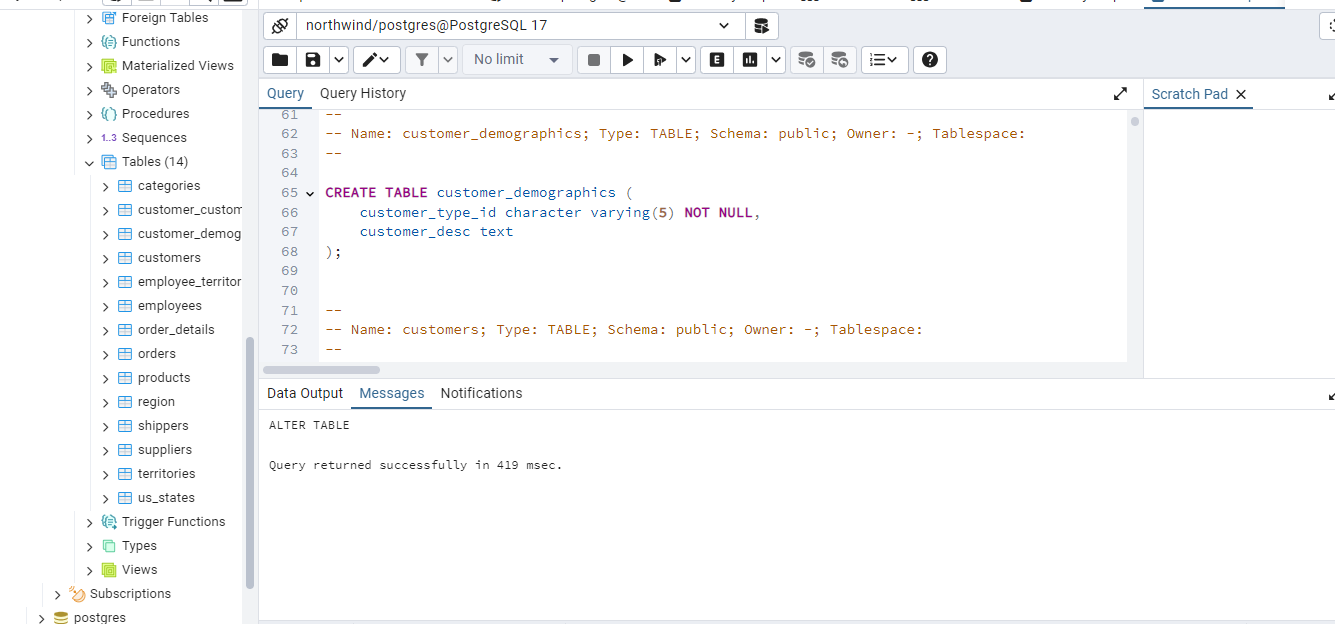 Foreign Tables
Functions
Materialized Views
Operators
Procedures
1..3 Sequences
Tables (14)
categories
customer_custom
customer_demog
customers
employee_territor
employees
order_details
orders
products
region
shippers
suppliers
territories
us_states
Trigger Functions
Types
Views
Subscriptions
postgres
northwind/postgres@PostgreSQL 17
No limit
E
Query
Query History
Scratch Pad
61 --
62 -- Name: customer_demographics; Type: TABLE; Schema: public; Owner: -; Tablespace:
63 --
64
65 CREATE TABLE customer_demographics (
66 customer_type_id character varying(5) NOT NULL,
67 customer_desc text
68 );
69
70
71 --
72 -- Name: customers; Type: TABLE; Schema: public; Owner: -; Tablespace:
73 --
Data Output
Messages
Notifications
ALTER TABLE
Query returned successfully in 419 msec.